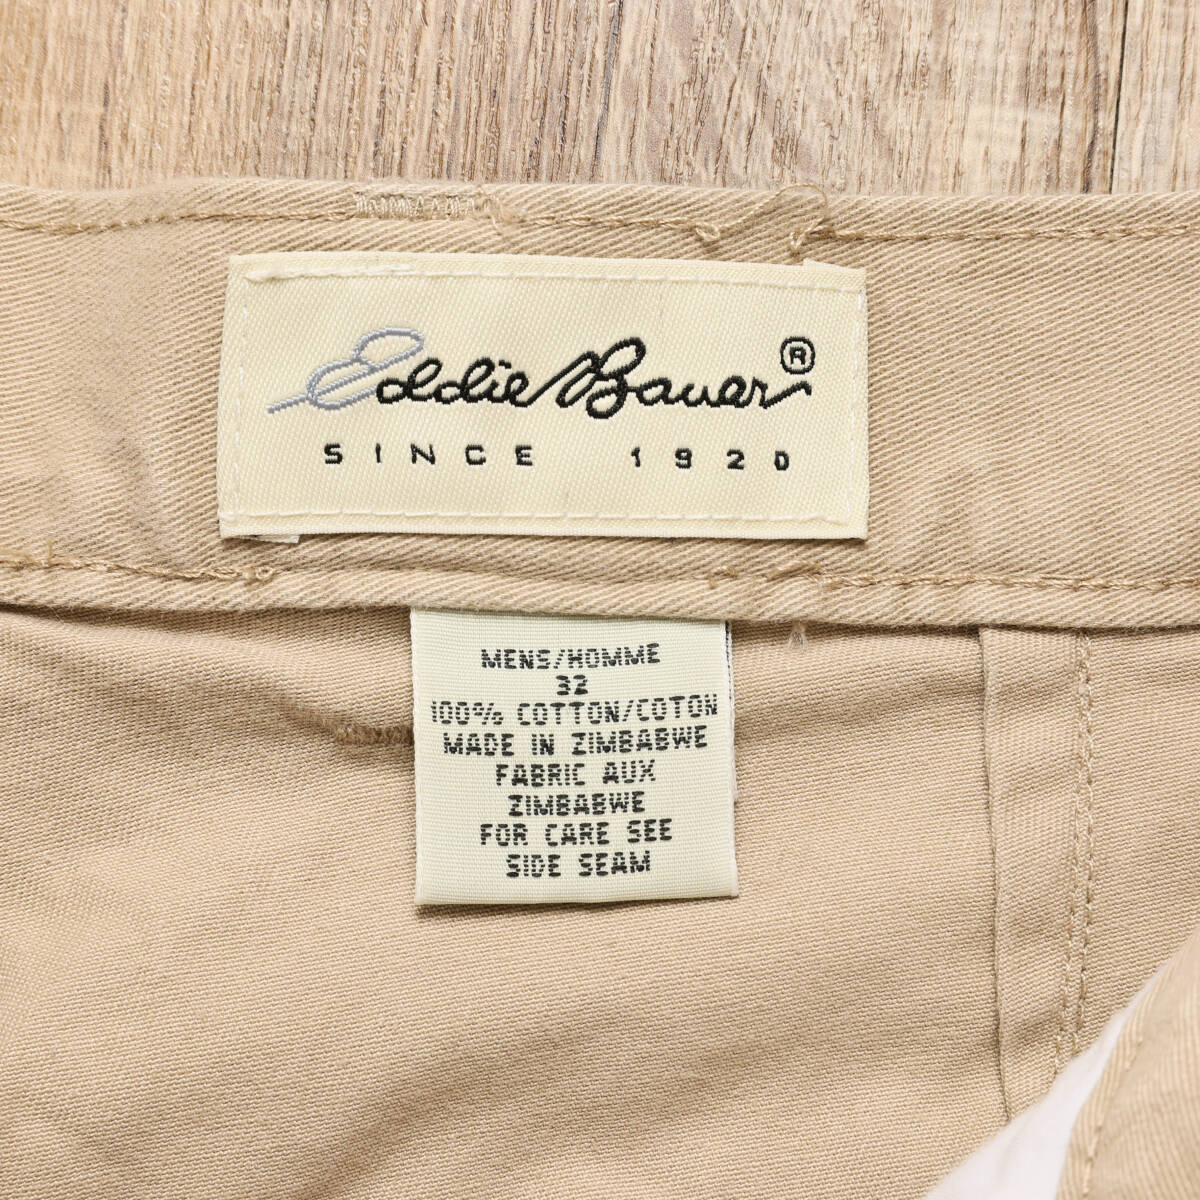 Eddie Bauer®
SINCE 1920
MENS/HOMME
32
100% COTTON/COTON
MADE IN ZIMBABWE
FABRIC AUX
ZIMBABWE
FOR CARE SEE
SIDE SEAM